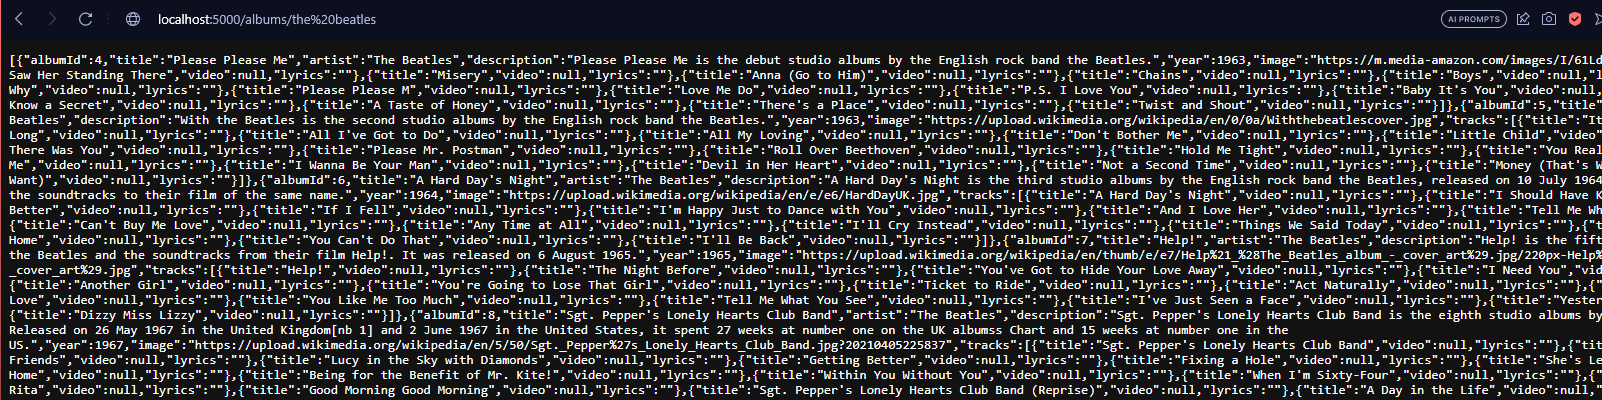 localhost:5000/albums/the%20beatles
AI PROMPTS
[{"albumId":4,"title":"Please Please Me","artist":"The Beatles","description":"Please Please Me is the debut studio albums by the English rock band the Beatles.","year":1963,"image":"https://m.media-amazon.com/images/I/61Ld
Saw Her Standing There","video":null,"lyrics":""},{"title":"Misery","video":null,"lyrics":""},{"title":"Anna (Go to Him)","video":null,"lyrics":""},{"title":"Chains","video":null,"lyrics":""},{"title":"Boys","video":null,"ly
Why","video":null,"lyrics":""},{"title":"Please Please M","video":null,"lyrics":""},{"title":"Love Me Do","video":null,"lyrics":""},{"title":"P.S. I Love You","video":null,"lyrics":""},{"title":"Baby It's You","video":null,
Know a Secret","video":null,"lyrics":""},{"title":"A Taste of Honey","video":null,"lyrics":""},{"title":"There's a Place","video":null,"lyrics":""},{"title":"Twist and Shout","video":null,"lyrics":""}]},{"albumId":5,"title"
Beatles","description":"With the Beatles is the second studio albums by the English rock band the Beatles.","year":1963,"image":"https://upload.wikimedia.org/wikipedia/en/0/0a/Withthebeatlescover.jpg","tracks":[{"title":"It
Long","video":null,"lyrics":""},{"title":"All I've Got to Do","video":null,"lyrics":""},{"title":"All My Loving","video":null,"lyrics":""},{"title":"Don't Bother Me","video":null,"lyrics":""},{"title":"Little Child","video"
There Was You","video":null,"lyrics":""},{"title":"Please Mr. Postman","video":null,"lyrics":""},{"title":"Roll Over Beethoven","video":null,"lyrics":""},{"title":"Hold Me Tight","video":null,"lyrics":""},{"title":"You Real
Me","video":null,"lyrics":""},{"title":"I Wanna Be Your Man","video":null,"lyrics":""},{"title":"Devil in Her Heart","video":null,"lyrics":""},{"title":"Not a Second Time","video":null,"lyrics":""},{"title":"Money (That's W
Want)","video":null,"lyrics":""}]},{"albumId":6,"title":"A Hard Day's Night","artist":"The Beatles","description":"A Hard Day's Night is the third studio albums by the English rock band the Beatles, released on 10 July 1964
the soundtracks to their film of the same name.","year":1964,"image":"https://upload.wikimedia.org/wikipedia/en/e/e6/HardDayUK.jpg","tracks":[{"title":"A Hard Day's Night","video":null,"lyrics":""},{"title":"I Should Have K
Better","video":null,"lyrics":""},{"title":"If I Fell","video":null,"lyrics":""},{"title":"I'm Happy Just to Dance with You","video":null,"lyrics":""},{"title":"And I Love Her","video":null,"lyrics":""},{"title":"Tell Me Wh
{"title":"Can't Buy Me Love","video":null,"lyrics":""},{"title":"Any Time at All","video":null,"lyrics":""},{"title":"I'll Cry Instead","video":null,"lyrics":""},{"title":"Things We Said Today","video":null,"lyrics":""},{"t
Home","video":null,"lyrics":""},{"title":"You Can't Do That","video":null,"lyrics":""},{"title":"I'll Be Back","video":null,"lyrics":""}]},{"albumId":7,"title":"Help!","artist":"The Beatles","description":"Help! is the fift
the Beatles and the soundtracks from their film Help!. It was released on 6 August 1965.","year":1965,"image":"https://upload.wikimedia.org/wikipedia/en/thumb/e/e7/Help%21_%28The_Beatles_album_-_cover_art%29.jpg/220px-Help%
_cover_art%29.jpg","tracks":[{"title":"Help!","video":null,"lyrics":""},{"title":"The Night Before","video":null,"lyrics":""},{"title":"You've Got to Hide Your Love Away","video":null,"lyrics":""},{"title":"I Need You","vide
{"title":"Another Girl","video":null,"lyrics":""},{"title":"You're Going to Lose That Girl","video":null,"lyrics":""},{"title":"Ticket to Ride","video":null,"lyrics":""},{"title":"Act Naturally","video":null,"lyrics":""},{"
Love","video":null,"lyrics":""},{"title":"You Like Me Too Much","video":null,"lyrics":""},{"title":"Tell Me What You See","video":null,"lyrics":""},{"title":"I've Just Seen a Face","video":null,"lyrics":""},{"title":"Yester
{"title":"Dizzy Miss Lizzy","video":null,"lyrics":""}]},{"albumId":8,"title":"Sgt. Pepper's Lonely Hearts Club Band","artist":"The Beatles","description":"Sgt. Pepper's Lonely Hearts Club Band is the eighth studio albums by
Released on 26 May 1967 in the United Kingdom[nb 1] and 2 June 1967 in the United States, it spent 27 weeks at number one on the UK albumss Chart and 15 weeks at number one in the
US.","year":1967,"image":"https://upload.wikimedia.org/wikipedia/en/5/50/Sgt._Pepper%27s_Lonely_Hearts_Club_Band.jpg?20210405225837","tracks":[{"title":"Sgt. Pepper's Lonely Hearts Club Band","video":null,"lyrics":""},{"tit
Friends","video":null,"lyrics":""},{"title":"Lucy in the Sky with Diamonds","video":null,"lyrics":""},{"title":"Getting Better","video":null,"lyrics":""},{"title":"Fixing a Hole","video":null,"lyrics":""},{"title":"She's Le
Home","video":null,"lyrics":""},{"title":"Being for the Benefit of Mr. Kite!","video":null,"lyrics":""},{"title":"Within You Without You","video":null,"lyrics":""},{"title":"When I'm Sixty-Four","video":null,"lyrics":""},{"t
Rita","video":null,"lyrics":""},{"title":"Good Morning Good Morning","video":null,"lyrics":""},{"title":"Sgt. Pepper's Lonely Hearts Club Band (Reprise)","video":null,"lyrics":""},{"title":"A Day in the Life","video":null,"